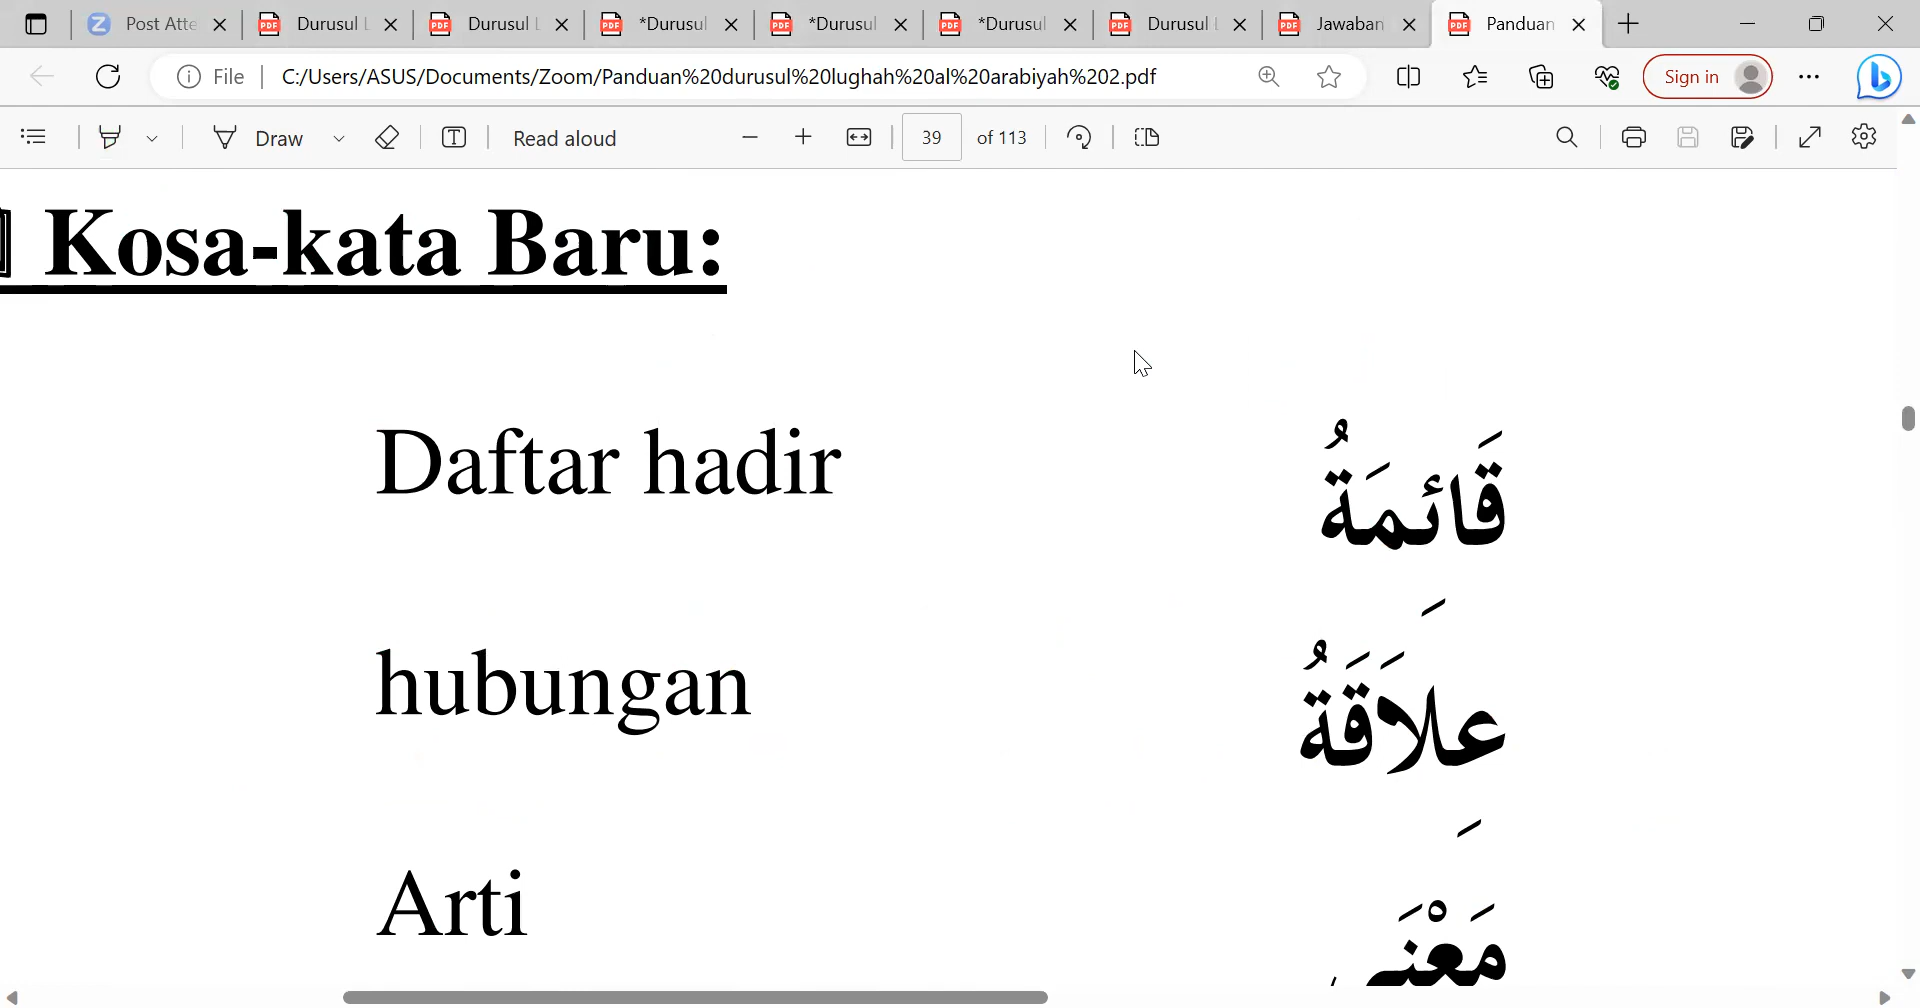 Post Atte
Durusul L
Durusul L
*Durusul
*Durusul
*Durusul
Durusul L
Jawaban
Panduan
File
C:/Users/ASUS/Documents/Zoom/Panduan%20durusul%20lughah%20al%20arabiyah%202.pdf
Sign in
Draw
Read aloud
39 of 113
Kosa-kata Baru:
Daftar hadir قَائِمَةُ
hubungan عِلاَقَةُ
Arti مَعْنَى